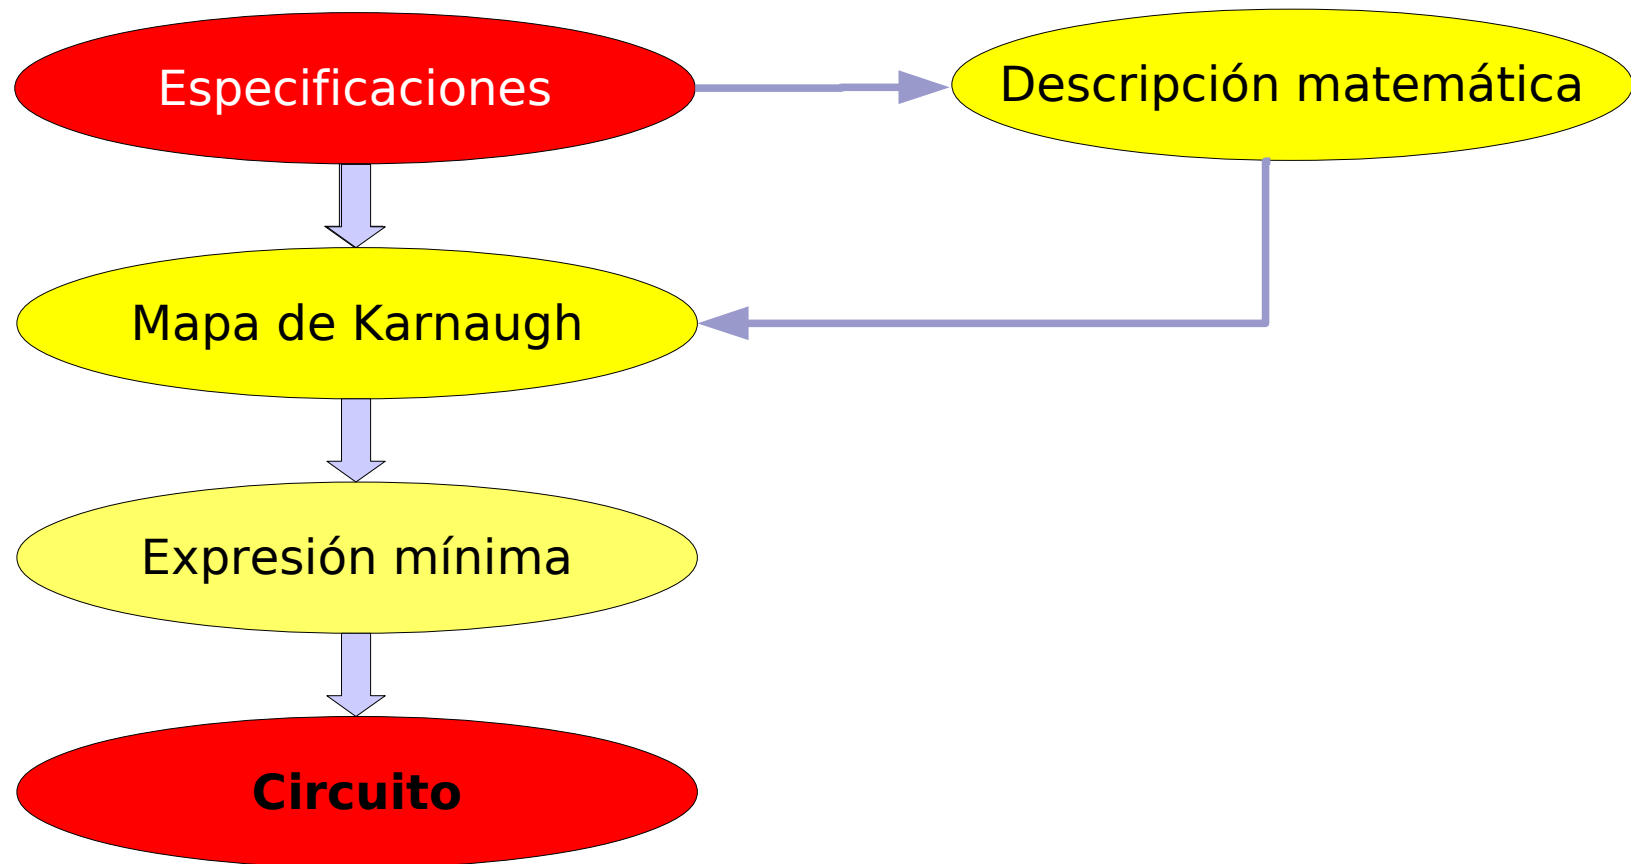 Especificaciones
Descripción matemática
Mapa de Karnaugh
Expresión mínima
Circuito